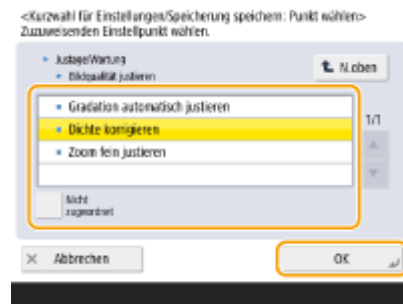 <Kurzwahl für Einstellungen/Speicherung speichern: Punkt wählen>
Zuzuweisenden Einstellpunkt wählen.
Justage/Wartung
Bildqualität justieren
N.oben
Gradation automatisch justieren
Dichte korrigieren
Zoom fein justieren
1/1
Nicht
zugeordnet
Abbrechen
OK